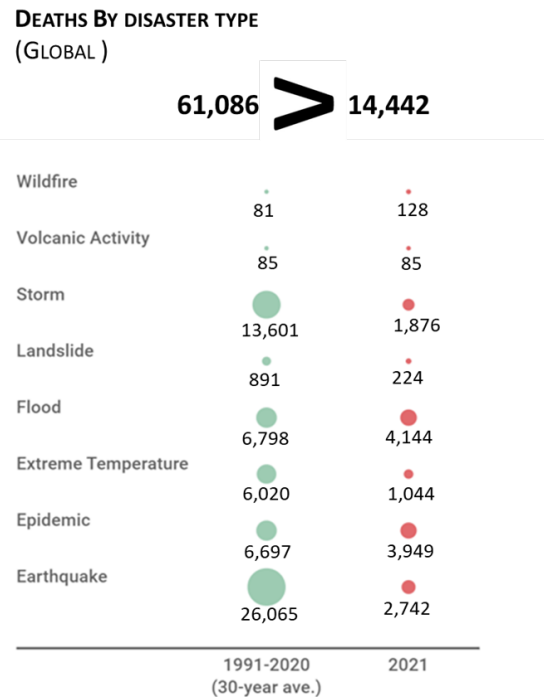 DEATHS BY DISASTER TYPE
(GLOBAL )
61,086 > 14,442
Wildfire
81 128
Volcanic Activity
85 85
Storm
13,601 1,876
Landslide
891 224
Flood
6,798 4,144
Extreme Temperature
6,020 1,044
Epidemic
6,697 3,949
Earthquake
26,065 2,742
1991-2020 2021
(30-year ave.)